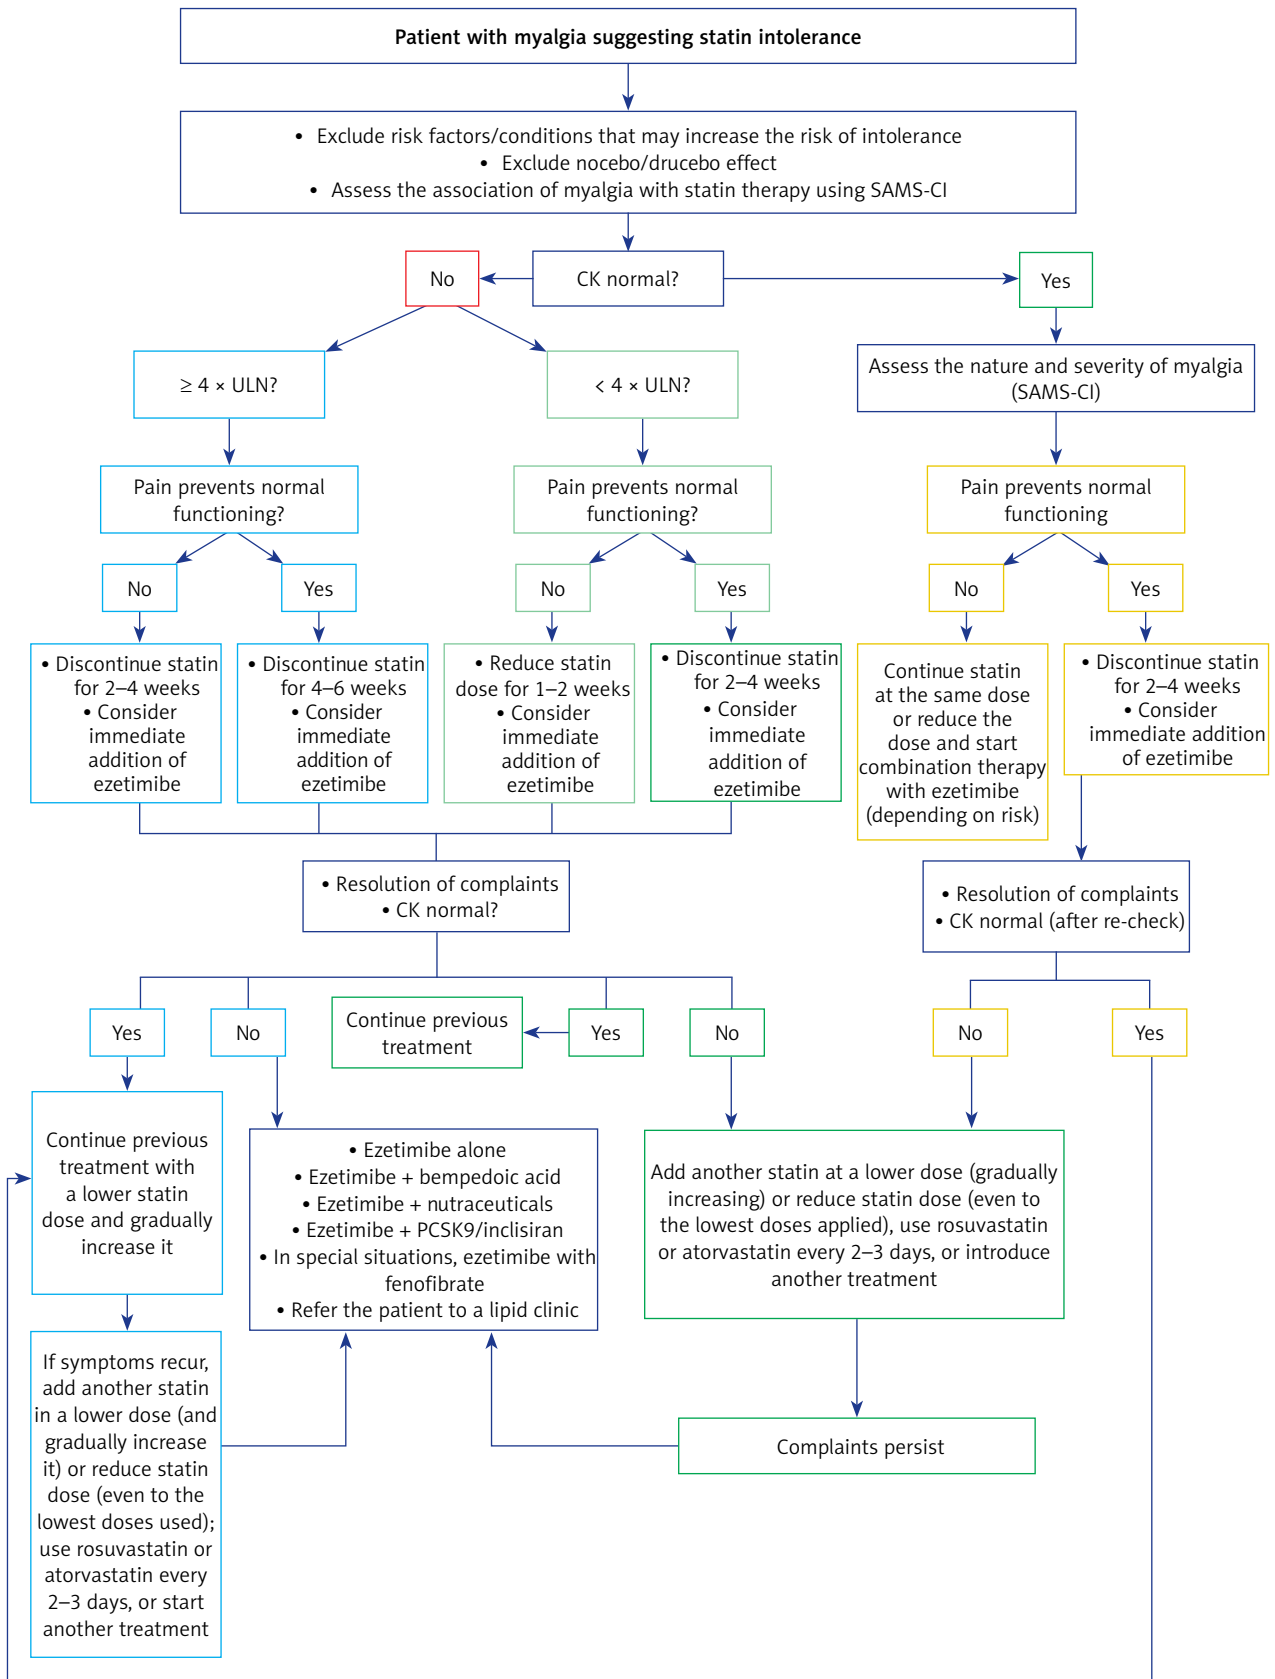 Patient with myalgia suggesting statin intolerance
• Exclude risk factors/conditions that may increase the risk of intolerance
• Exclude nocebo/drucebo effect
• Assess the association of myalgia with statin therapy using SAMS-CI
No
CK normal?
Yes
≥ 4 × ULN?
< 4 × ULN?
Assess the nature and severity of myalgia
(SAMS-CI)
Pain prevents normal
functioning?
Pain prevents normal
functioning?
Pain prevents normal
functioning
No
Yes
No
Yes
No
Yes
• Discontinue statin
for 2–4 weeks
• Consider
immediate
addition of
ezetimibe
• Discontinue statin
for 4–6 weeks
• Consider
immediate
addition of
ezetimibe
• Reduce statin
dose for 1–2 weeks
• Consider
immediate
addition of
ezetimibe
• Discontinue statin
for 2–4 weeks
• Consider
immediate
addition of
ezetimibe
Continue statin
at the same dose
or reduce the
dose and start
combination therapy
with ezetimibe
(depending on risk)
• Discontinue statin
for 2–4 weeks
• Consider
immediate addition
of ezetimibe
• Resolution of complaints
• CK normal?
• Resolution of complaints
• CK normal (after re-check)
Yes
No
Continue previous
treatment
Yes
No
No
Yes
Continue previous
treatment with
a lower statin
dose and gradually
increase it
• Ezetimibe alone
• Ezetimibe + bempedoic acid
• Ezetimibe + nutraceuticals
• Ezetimibe + PCSK9/inclisiran
• In special situations, ezetimibe with
fenofibrate
• Refer the patient to a lipid clinic
Add another statin at a lower dose (gradually
increasing) or reduce statin dose (even to
the lowest doses applied), use rosuvastatin
or atorvastatin every 2–3 days, or introduce
another treatment
If symptoms recur,
add another statin
in a lower dose (and
gradually increase
it) or reduce statin
dose (even to the
lowest doses used);
use rosuvastatin or
atorvastatin every
2–3 days, or start
another treatment
Complaints persist